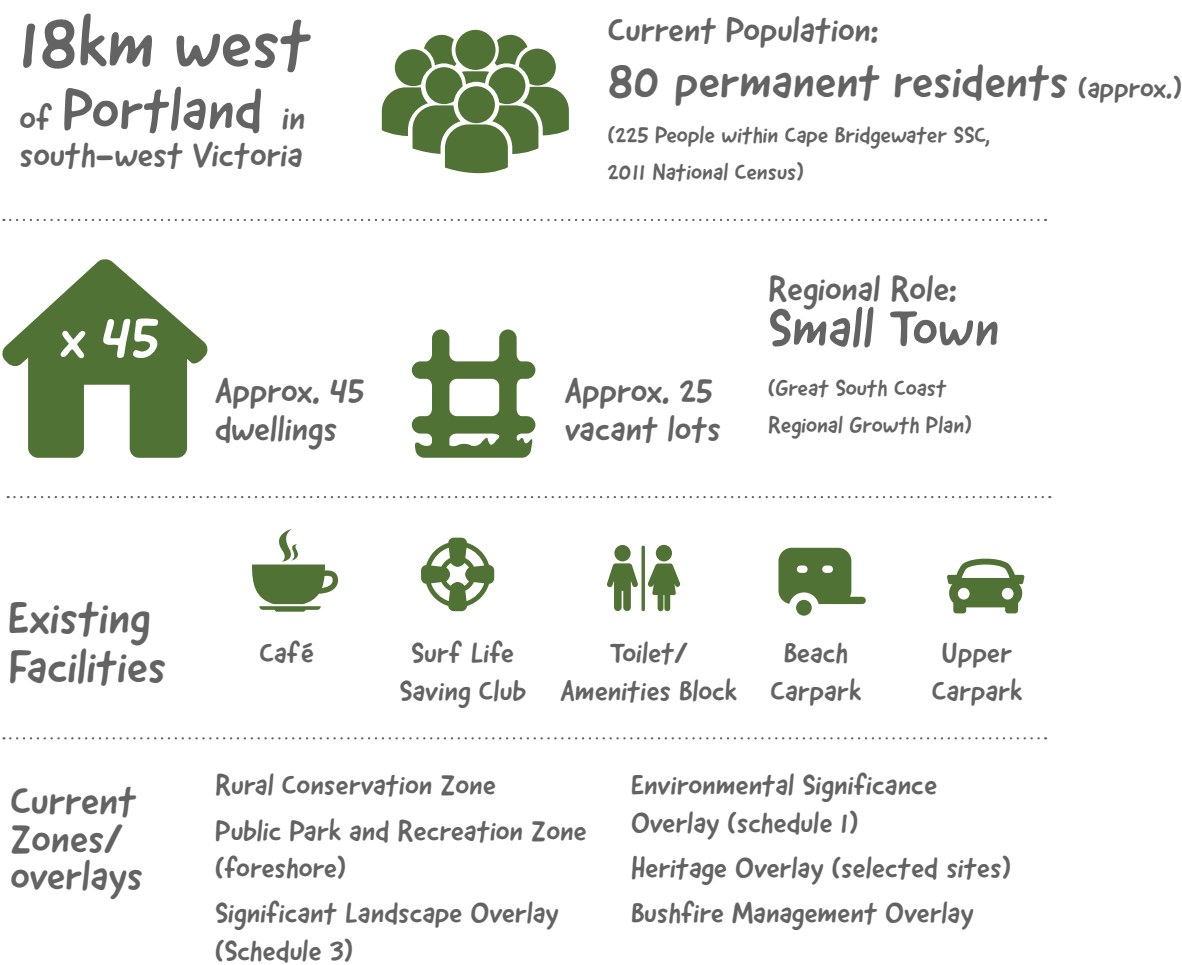 18km west
of Portland in
south-west Victoria
Current Population:
80 permanent residents (approx.)
(225 People within Cape Bridgewater SSC,
2011 National Census)
x 45
Approx. 45
dwellings
Approx. 25
vacant lots
Regional Role:
Small Town
(Great South Coast
Regional Growth Plan)
Existing
Facilities
Café
Surf Life
Saving Club
Toilet/
Amenities Block
Beach
Carpark
Upper
Carpark
Current
Zones/
overlays
Rural Conservation Zone
Public Park and Recreation Zone
(foreshore)
Significant Landscape Overlay
(Schedule 3)
Environmental Significance
Overlay (schedule 1)
Heritage Overlay (selected sites)
Bushfire Management Overlay